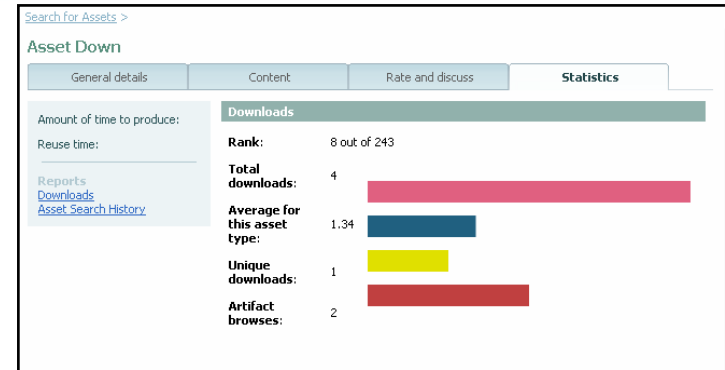 Search for Assets >
Asset Down
General details
Content
Rate and discuss
Statistics
Amount of time to produce:
Reuse time:
Reports
Downloads
Asset Search History
Downloads
Rank: 8 out of 243
Total
downloads: 4
Average for
this asset
type: 1.34
Unique
downloads: 1
Artifact
browses: 2